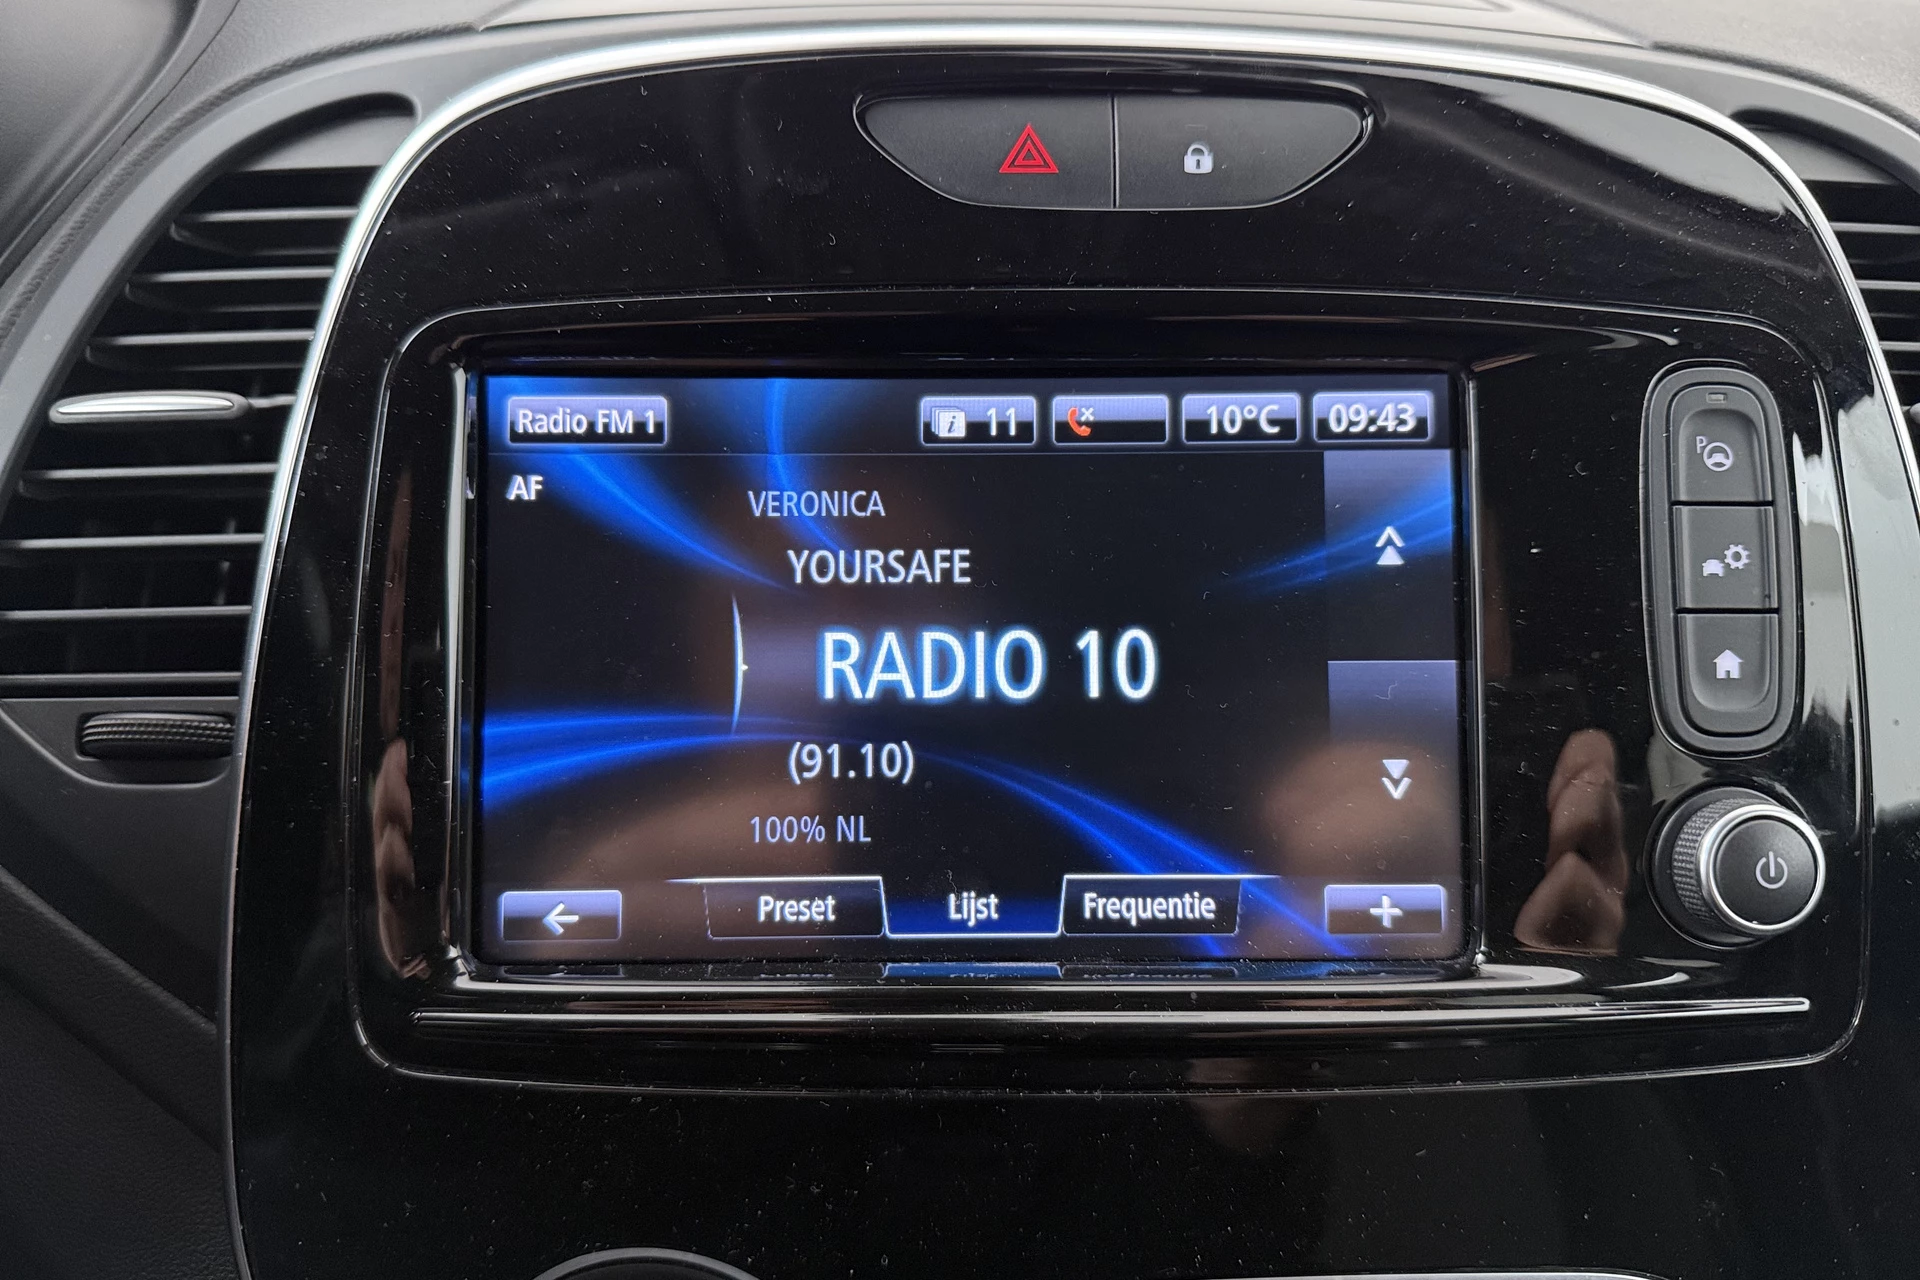 Radio FM 1
i 11
10°C
09:43
AF
VERONICA
YOURSAFE
RADIO 10
(91.10)
100% NL
Preset
Lijst
Frequentie
P